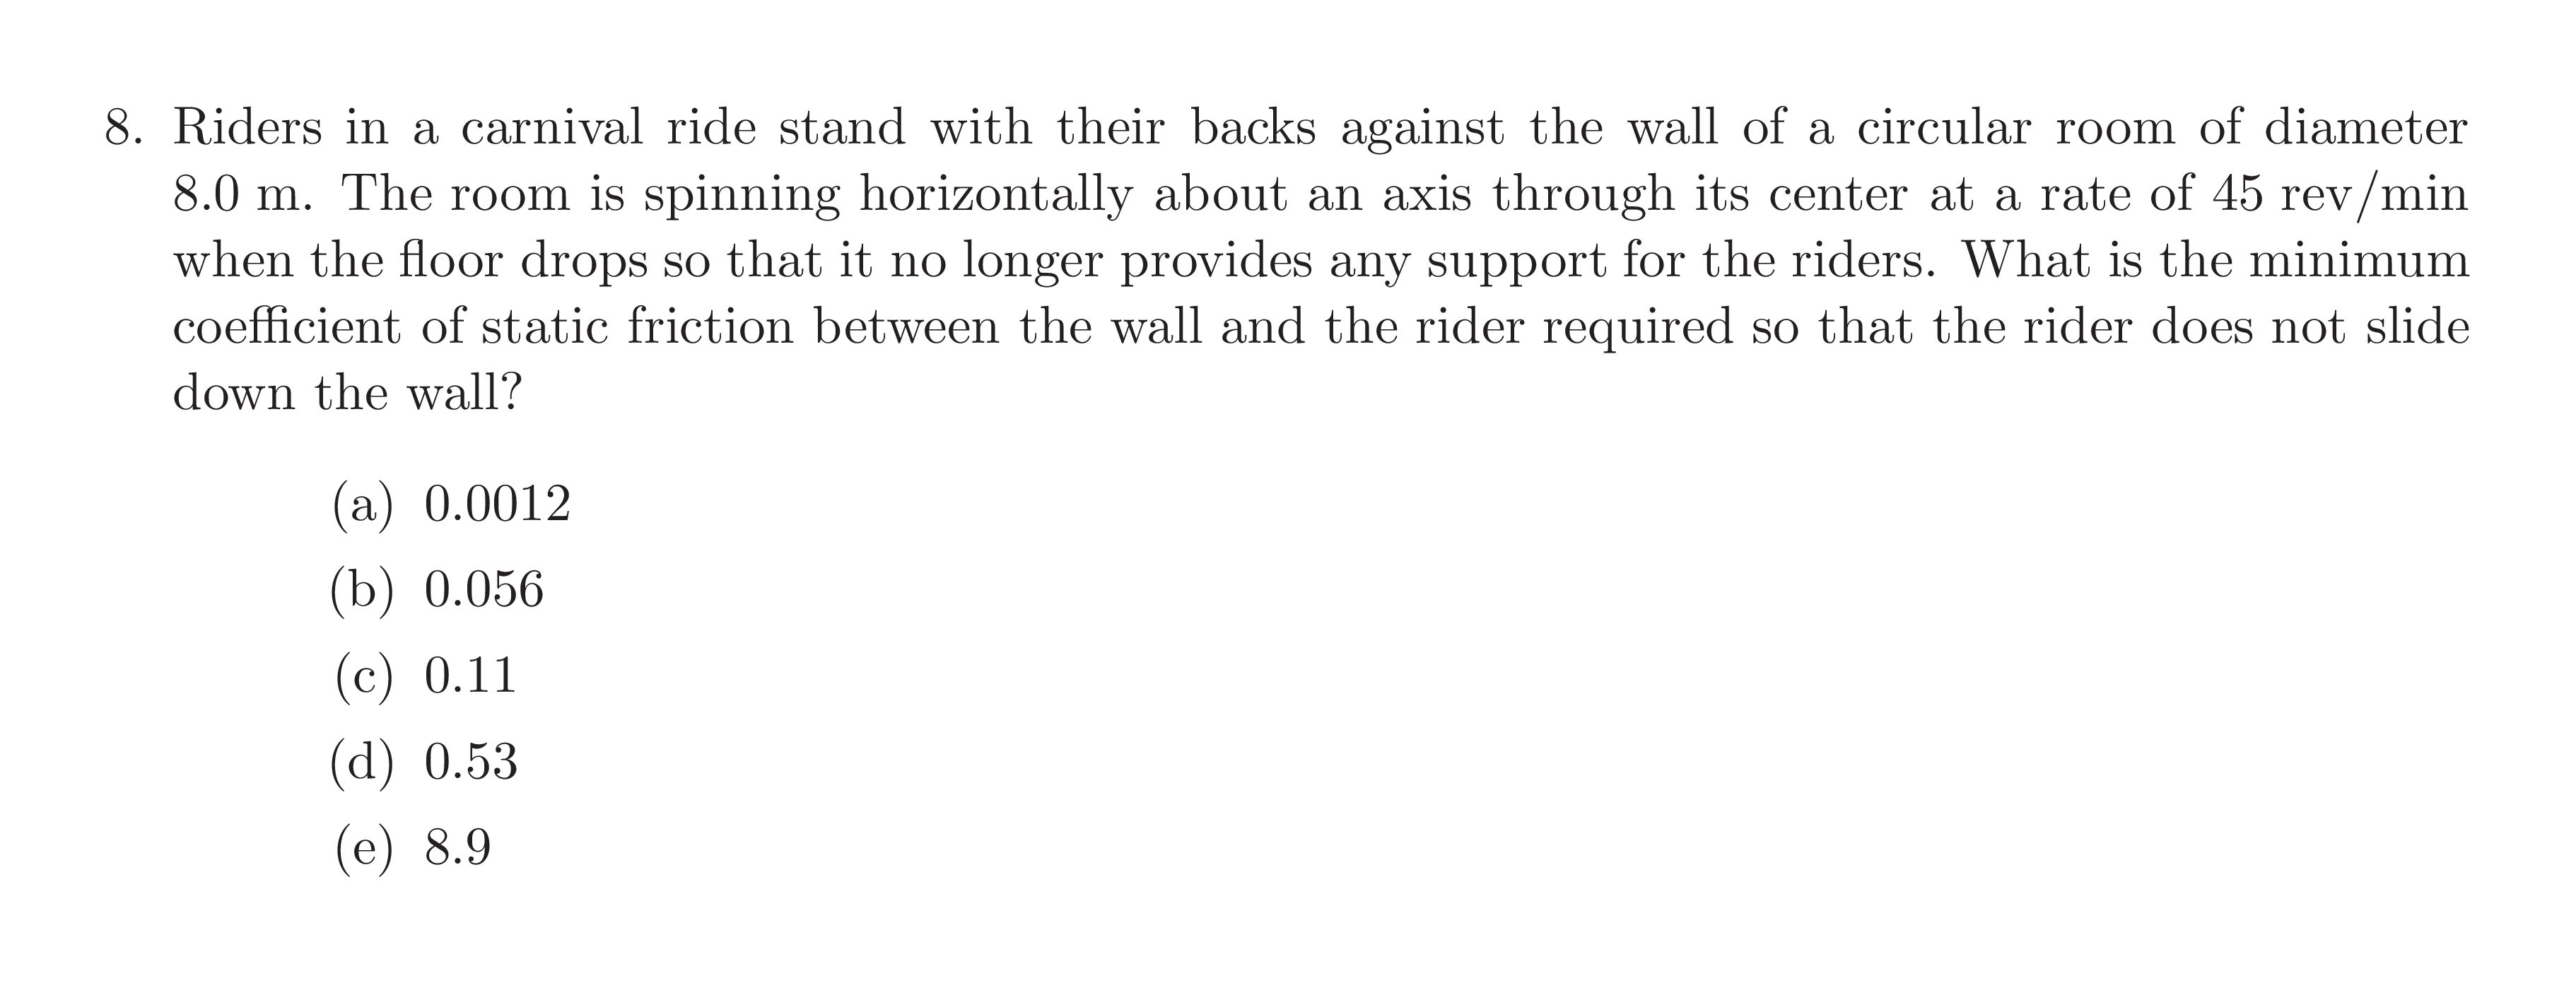 8. Riders in a carnival ride stand with their backs against the wall of a circular room of diameter
8.0 m. The room is spinning horizontally about an axis through its center at a rate of 45 rev/min
when the floor drops so that it no longer provides any support for the riders. What is the minimum
coefficient of static friction between the wall and the rider required so that the rider does not slide
down the wall?
(a) 0.0012
(b) 0.056
(c) 0.11
(d) 0.53
(e) 8.9